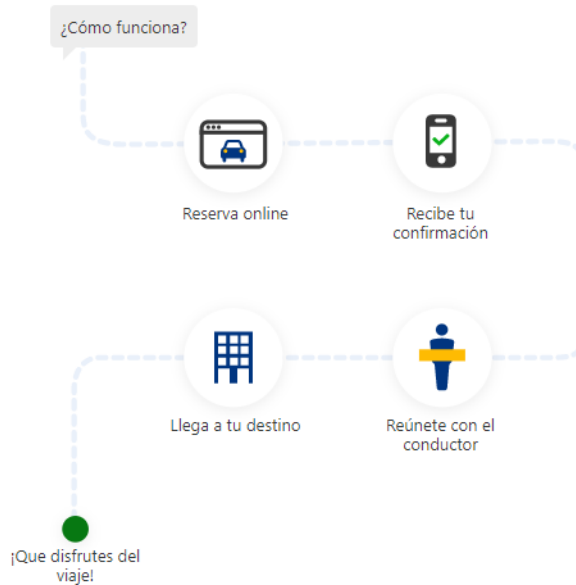 ¿Cómo funciona?
Reserva online
Recibe tu
confirmación
Reúnete con el
conductor
Llega a tu destino
¡Que disfrutes del
viaje!